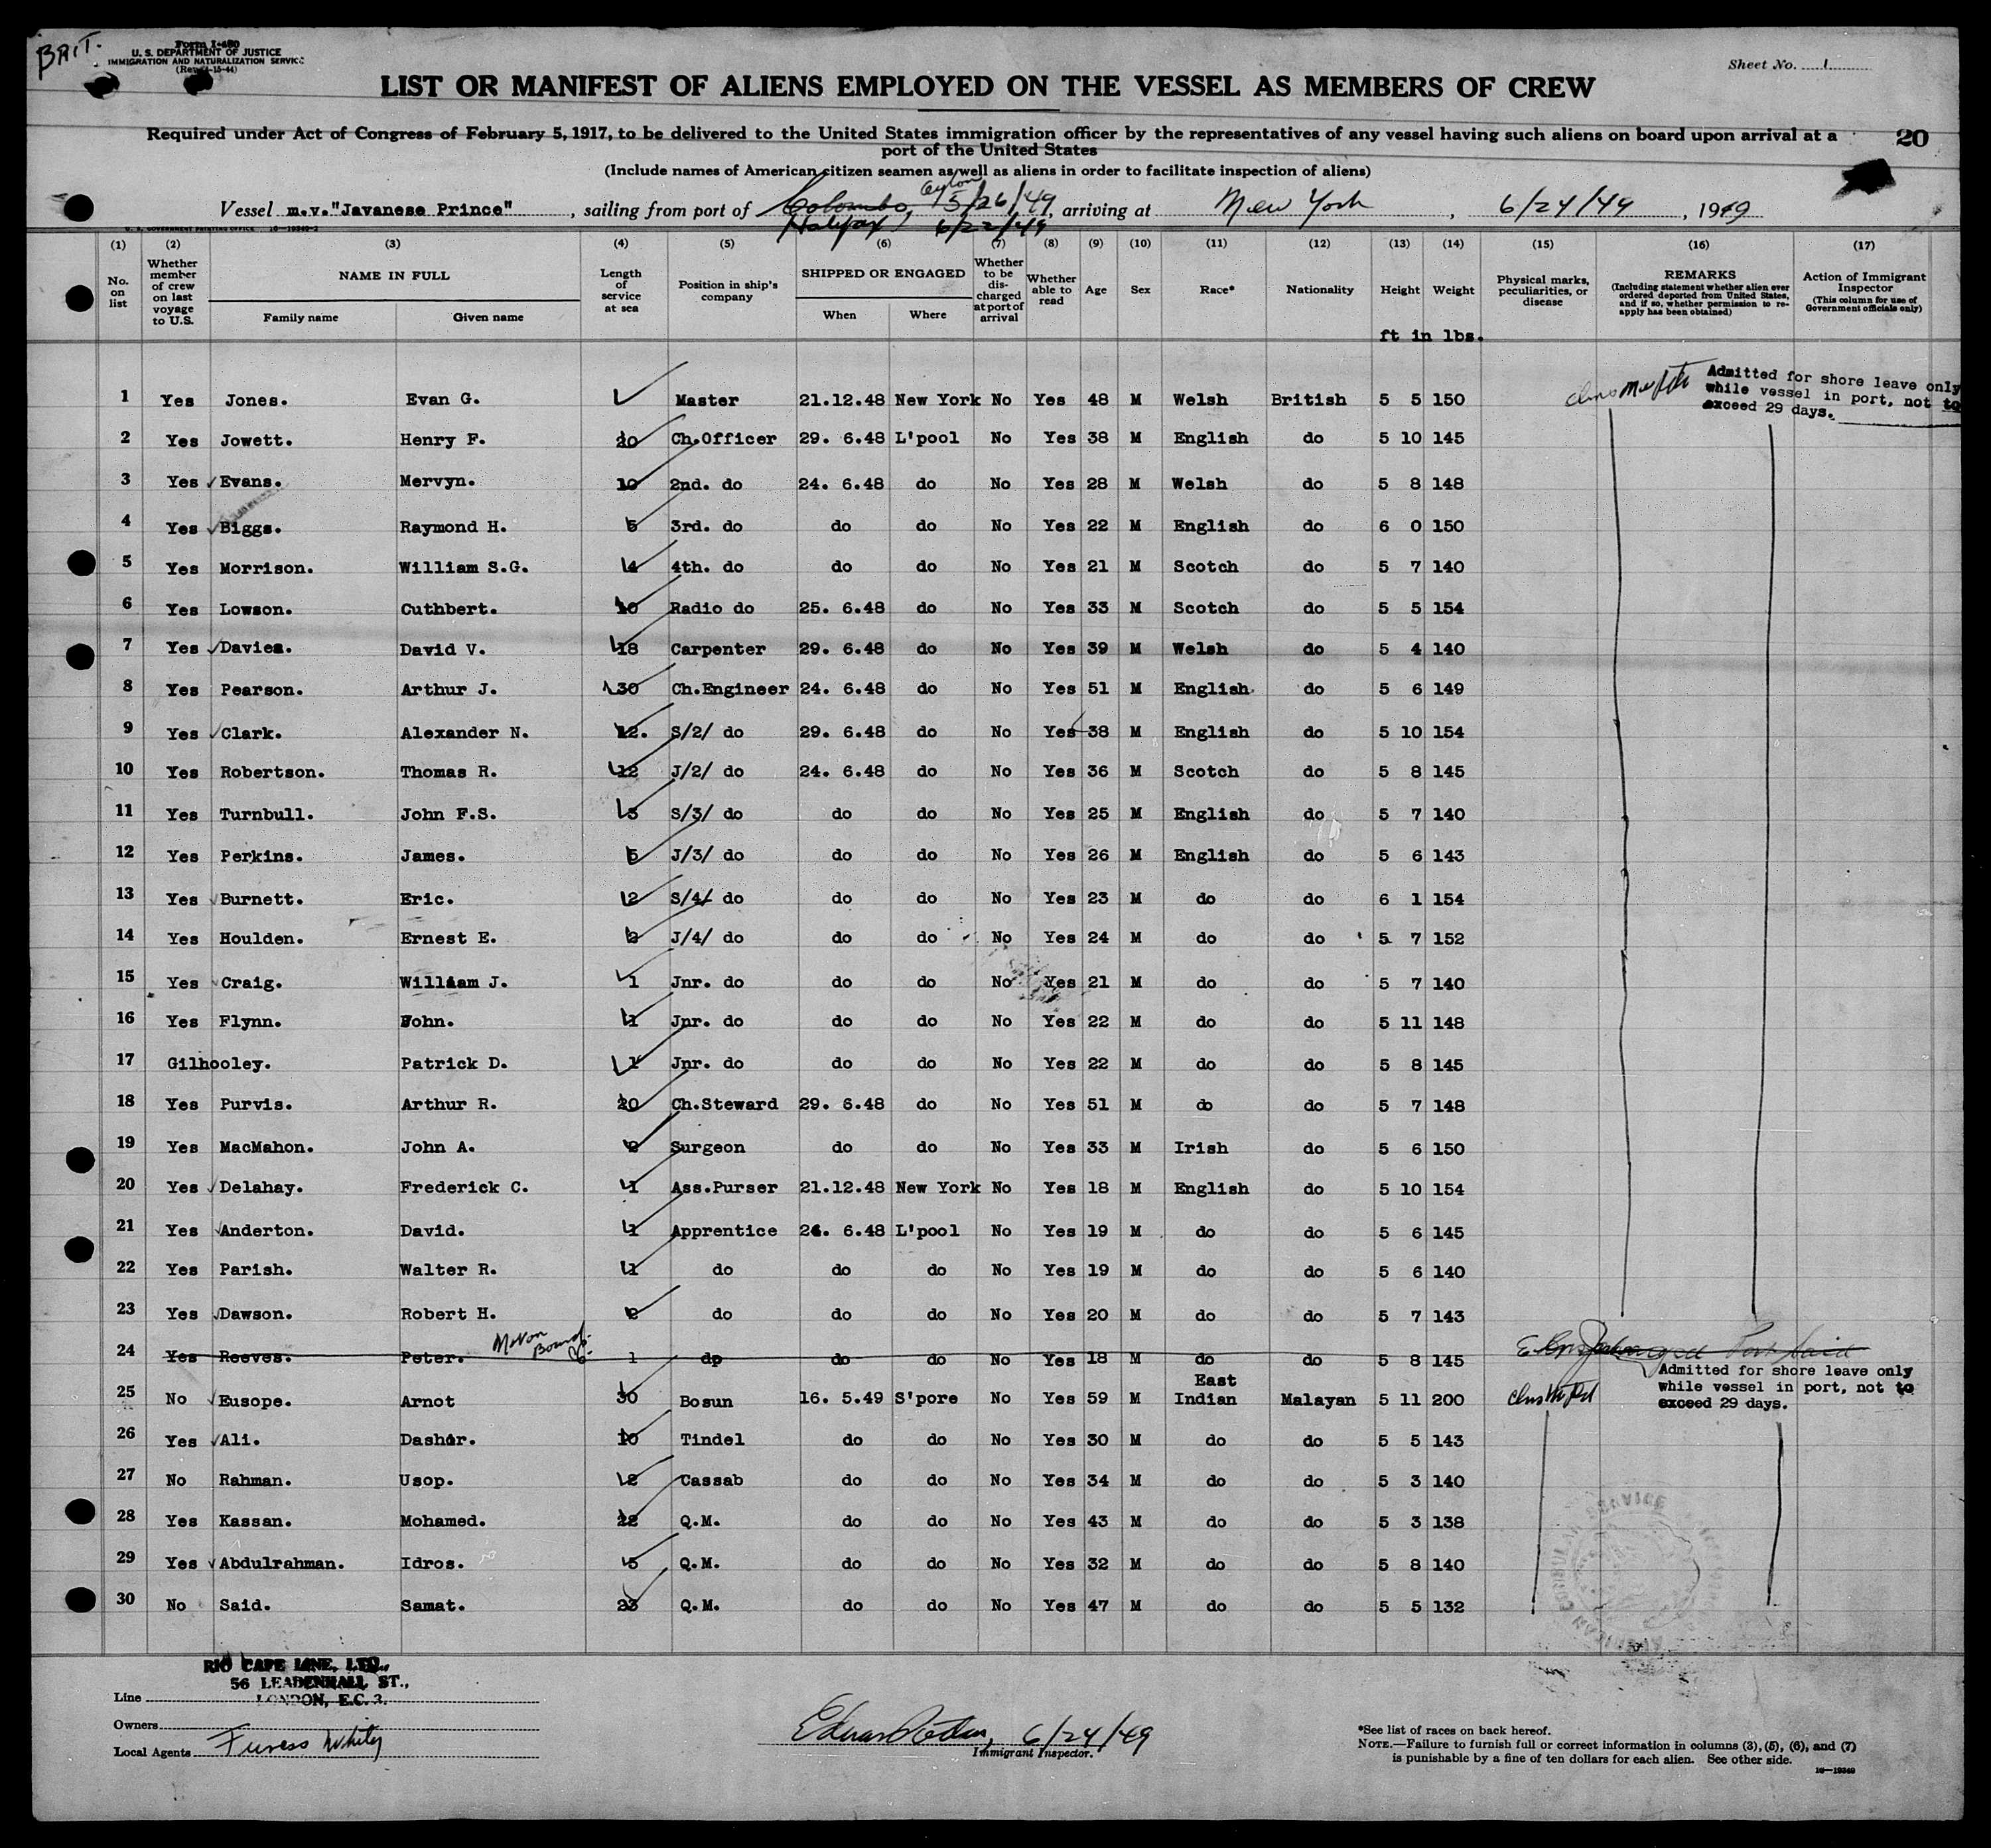 BRIT.
Form I-480
U. S. DEPARTMENT OF JUSTICE
IMMIGRATION AND NATURALIZATION SERVICE
(Rev. 4-15-44)
Sheet No. 1
LIST OR MANIFEST OF ALIENS EMPLOYED ON THE VESSEL AS MEMBERS OF CREW
Required under Act of Congress of February 5, 1917, to be delivered to the United States immigration officer by the representatives of any vessel having such aliens on board upon arrival at a
port of the United States
20
(Include names of American citizen seamen as well as aliens in order to facilitate inspection of aliens)
Vessel m.v."Javanese Prince", sailing from port of Colombo, Ceylon 5/26/49, arriving at New York, 6/24/49, 1949
Halifax, 6/22/49
(1) (2) (3) (4) (5) (6) (7) (8) (9) (10) (11) (12) (13) (14) (15) (16) (17)
No. on list
Whether member of crew on last voyage to U.S.
NAME IN FULL
Family name Given name
Length of service at sea
Position in ship's company
SHIPPED OR ENGAGED
When Where
Whether to be discharged at port of arrival
Whether able to read
Age
Sex
Race*
Nationality
Height
Weight
Physical marks, peculiarities, or disease
REMARKS
(Including statement whether alien ever ordered deported from United States, and if so, whether permission to reapply has been obtained)
Action of Immigrant Inspector
(This column for use of Government officials only)
ft in lbs.
Admitted for shore leave only
while vessel in port, not to
exceed 29 days.
1 Yes Jones. Evan G. Master 21.12.48 New York No Yes 48 M Welsh British 5 5 150
2 Yes Jowett. Henry F. 20 Ch.Officer 29. 6.48 L'pool No Yes 38 M English do 5 10 145
3 Yes Evans. Mervyn. 10 2nd. do 24. 6.48 do No Yes 28 M Welsh do 5 8 148
4 Yes Biggs. Raymond H. 5 3rd. do do do No Yes 22 M English do 6 0 150
5 Yes Morrison. William S.G. 4 4th. do do do No Yes 21 M Scotch do 5 7 140
6 Yes Lowson. Cuthbert. 10 Radio do 25. 6.48 do No Yes 33 M Scotch do 5 5 154
7 Yes Davies. David V. 18 Carpenter 29. 6.48 do No Yes 39 M Welsh do 5 4 140
8 Yes Pearson. Arthur J. 30 Ch.Engineer 24. 6.48 do No Yes 51 M English do 5 6 149
9 Yes Clark. Alexander N. 12. S/2/ do 29. 6.48 do No Yes 38 M English do 5 10 154
10 Yes Robertson. Thomas R. 12 J/2/ do 24. 6.48 do No Yes 36 M Scotch do 5 8 145
11 Yes Turnbull. John F.S. 3 S/3/ do do do No Yes 25 M English do 5 7 140
12 Yes Perkins. James. 5 J/3/ do do do No Yes 26 M English do 5 6 143
13 Yes Burnett. Eric. 2 S/4/ do do do No Yes 23 M do do 6 1 154
14 Yes Houlden. Ernest E. 2 J/4/ do do do No Yes 24 M do do 5 7 152
15 Yes Craig. William J. 1 Jnr. do do do No Yes 21 M do do 5 7 140
16 Yes Flynn. John. 1 Jnr. do do do No Yes 22 M do do 5 11 148
17 Gilhooley. Patrick D. 1 Jnr. do do do No Yes 22 M do do 5 8 145
18 Yes Purvis. Arthur R. 20 Ch.Steward 29. 6.48 do No Yes 51 M do do 5 7 148
19 Yes MacMahon. John A. 2 Surgeon do do No Yes 33 M Irish do 5 6 150
20 Yes Delahay. Frederick C. 1 Ass.Purser 21.12.48 New York No Yes 18 M English do 5 10 154
21 Yes Anderton. David. 1 Apprentice 24. 6.48 L'pool No Yes 19 M do do 5 6 145
22 Yes Parish. Walter R. 1 do do do No Yes 19 M do do 5 6 140
23 Yes Dawson. Robert H. 2 do do do No Yes 20 M do do 5 7 143
24 Yes Reeves. Peter. 1 do do do No Yes 18 M do do 5 8 145 Port Said
Admitted for shore leave only
while vessel in port, not to
exceed 29 days.
25 No Eusope. Arnot 30 Bosun 16. 5.49 S'pore No Yes 59 M East Indian Malayan 5 11 200
26 Yes Ali. Dashor. 10 Tindel do do No Yes 30 M do do 5 5 143
27 No Rahman. Usop. 12 Cassab do do No Yes 34 M do do 5 3 140
28 Yes Kassan. Mohamed. 22 Q.M. do do No Yes 43 M do do 5 3 138
29 Yes Abdulrahman. Idros. 5 Q.M. do do No Yes 32 M do do 5 8 140
30 No Said. Samat. 23 Q.M. do do No Yes 47 M do do 5 5 132
AMERICAN CONSULAR SERVICE
RIO CAPE LINE, LTD.,
56 LEADENHALL ST.,
Line LONDON, E.C. 3.
Owners
Local Agents Furness Withy
6/24/49
Immigrant Inspector.
*See list of races on back hereof.
NOTE.—Failure to furnish full or correct information in columns (3), (5), (6), and (7)
is punishable by a fine of ten dollars for each alien. See other side.